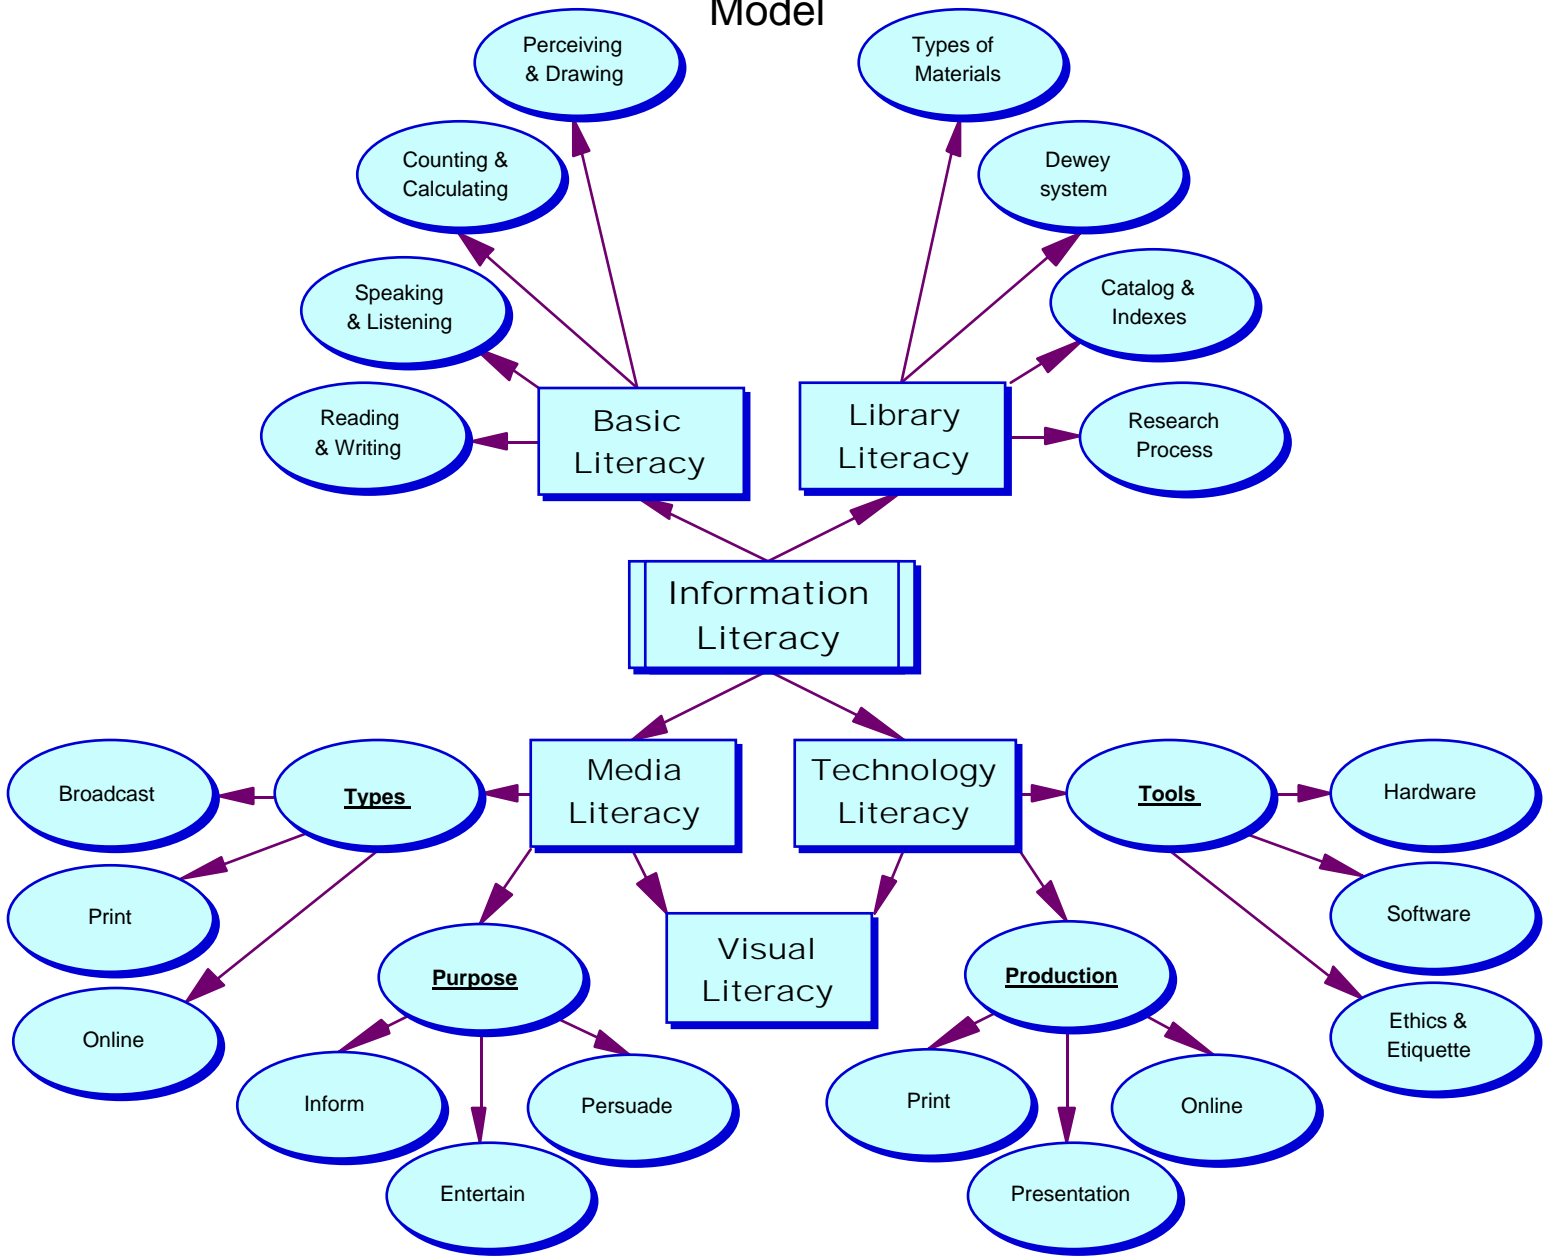 Model
Perceiving
& Drawing
Types of
Materials
Counting &
Calculating
Dewey
system
Speaking
& Listening
Catalog &
Indexes
Reading
& Writing
Basic
Literacy
Library
Literacy
Research
Process
Information
Literacy
Broadcast
Types
Media
Literacy
Technology
Literacy
Tools
Hardware
Print
Software
Purpose
Visual
Literacy
Production
Online
Ethics &
Etiquette
Inform
Persuade
Print
Online
Entertain
Presentation